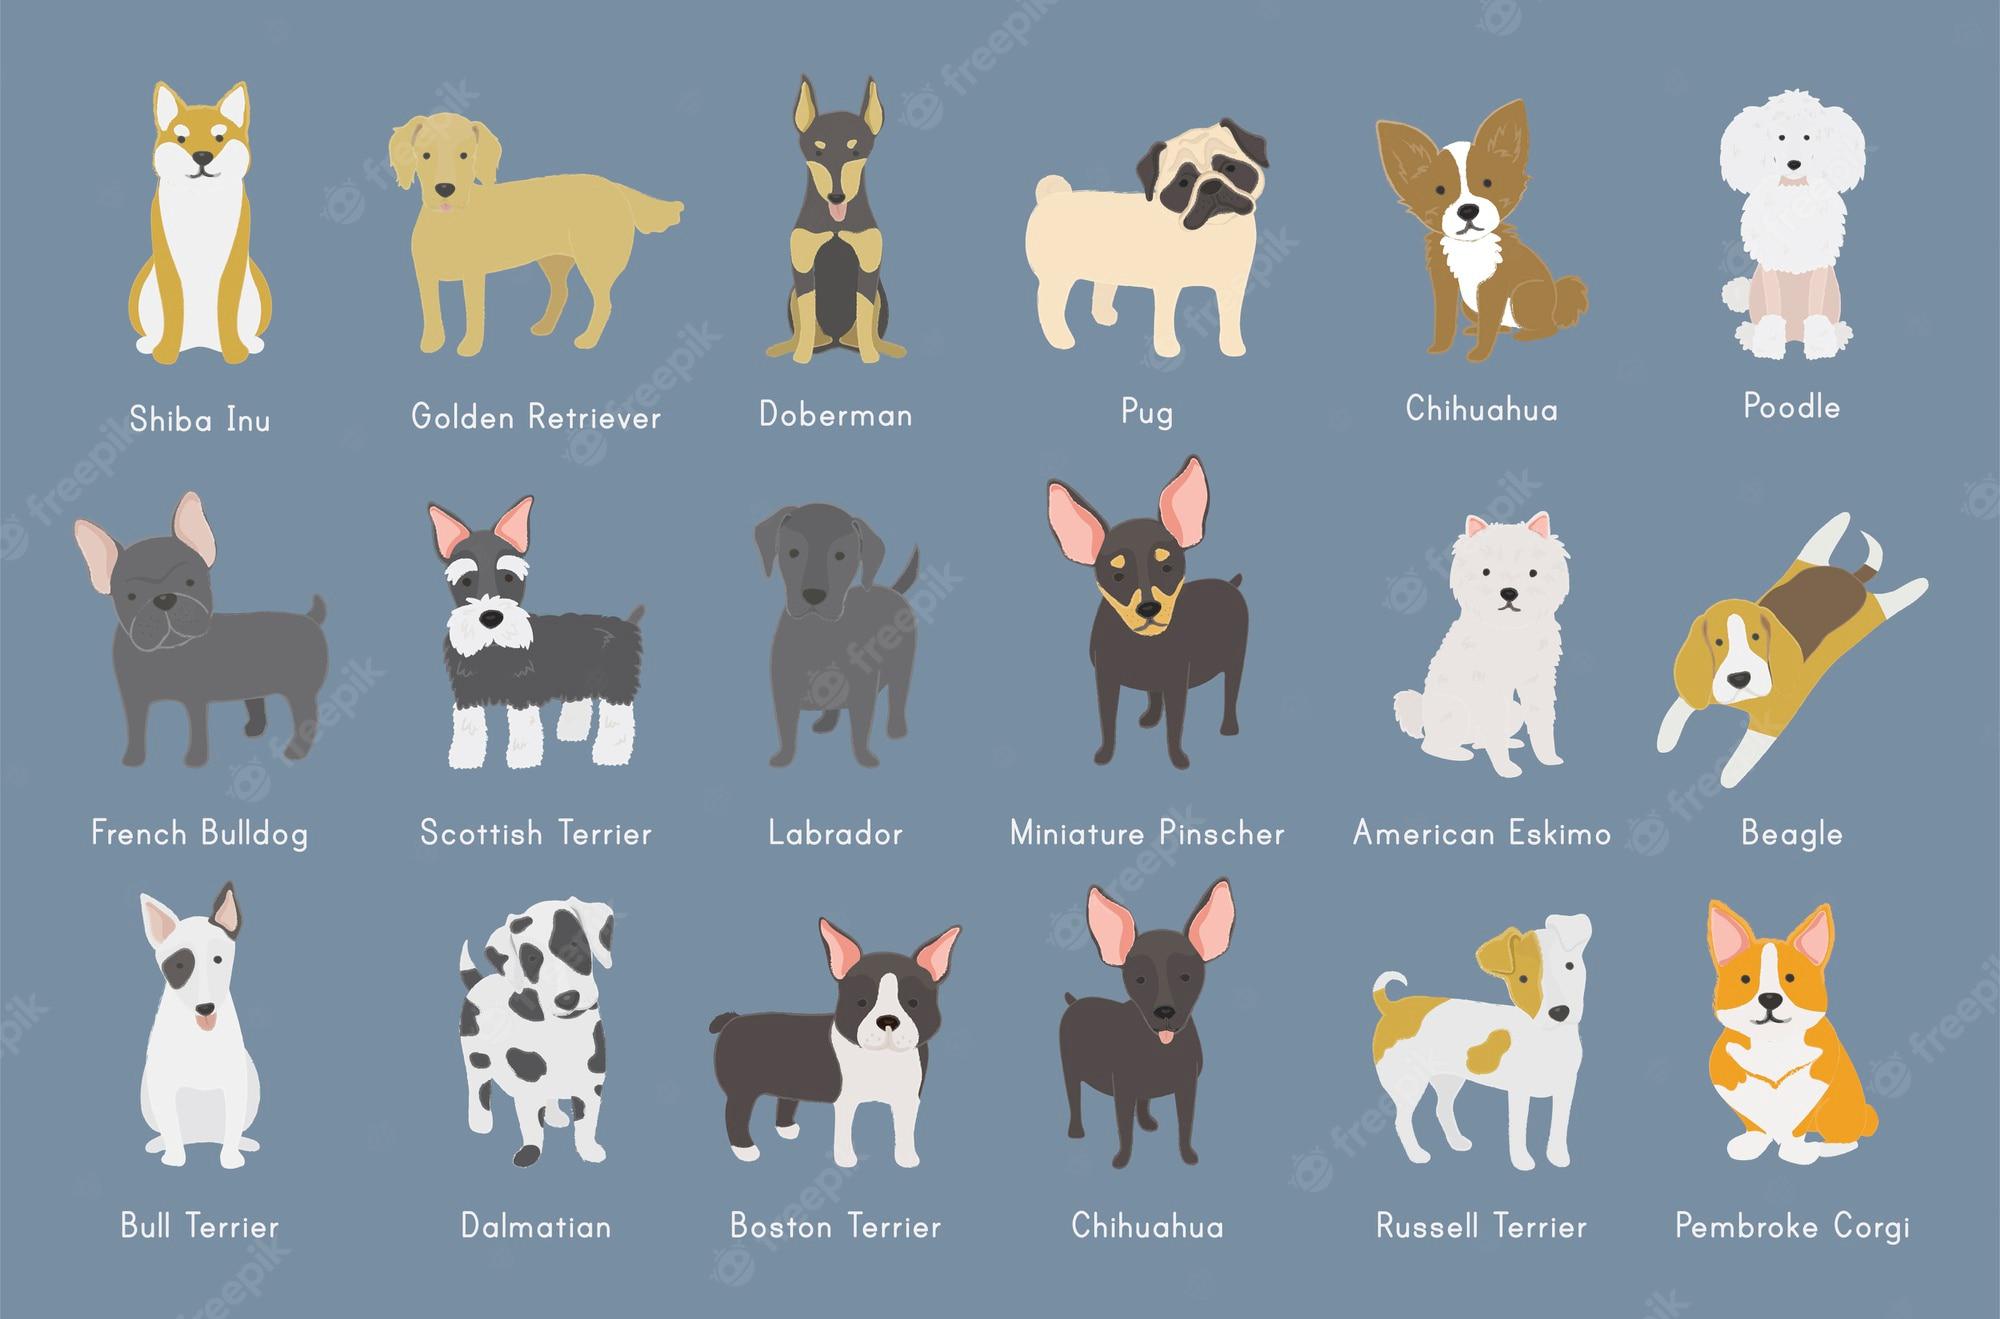 Shiba Inu
Golden Retriever
Doberman
Pug
Chihuahua
Poodle
French Bulldog
Scottish Terrier
Labrador
Miniature Pinscher
American Eskimo
Beagle
Bull Terrier
Dalmatian
Boston Terrier
Chihuahua
Russell Terrier
Pembroke Corgi
freepik